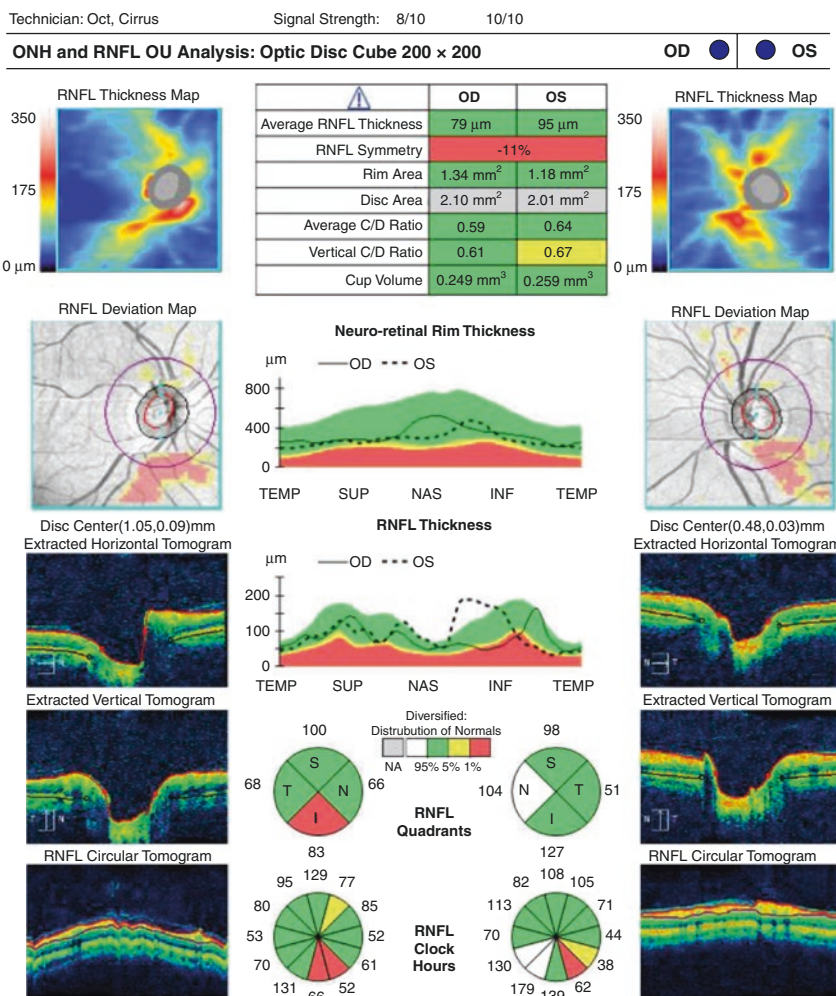 Technician: Oct, Cirrus Signal Strength: 8/10 10/10
ONH and RNFL OU Analysis: Optic Disc Cube 200 × 200 OD OS
RNFL Thickness Map
350
175
0 μm
OD OS
Average RNFL Thickness 79 μm 95 μm
RNFL Symmetry -11%
Rim Area 1.34 mm² 1.18 mm²
Disc Area 2.10 mm² 2.01 mm²
Average C/D Ratio 0.59 0.64
Vertical C/D Ratio 0.61 0.67
Cup Volume 0.249 mm³ 0.259 mm³
RNFL Thickness Map
350
175
0 μm
RNFL Deviation Map
Disc Center(1.05,0.09)mm
Extracted Horizontal Tomogram
N T
Extracted Vertical Tomogram
RNFL Circular Tomogram
Neuro-retinal Rim Thickness
μm OD OS
800
400
0
TEMP SUP NAS INF TEMP
RNFL Thickness
μm OD OS
200
100
0
TEMP SUP NAS INF TEMP
Diversified:
Distrubution of Normals
NA 95% 5% 1%
100
S
68 T N 66
I
83
RNFL
Quadrants
98
S
104 N T 51
I
127
129
95 77
80 85
53 52
70 61
131 52
66
RNFL
Clock
Hours
108
82 105
113 71
70 44
130 38
179 62
139
RNFL Deviation Map
Disc Center(0.48,0.03)mm
Extracted Horizontal Tomogram
N T
Extracted Vertical Tomogram
RNFL Circular Tomogram